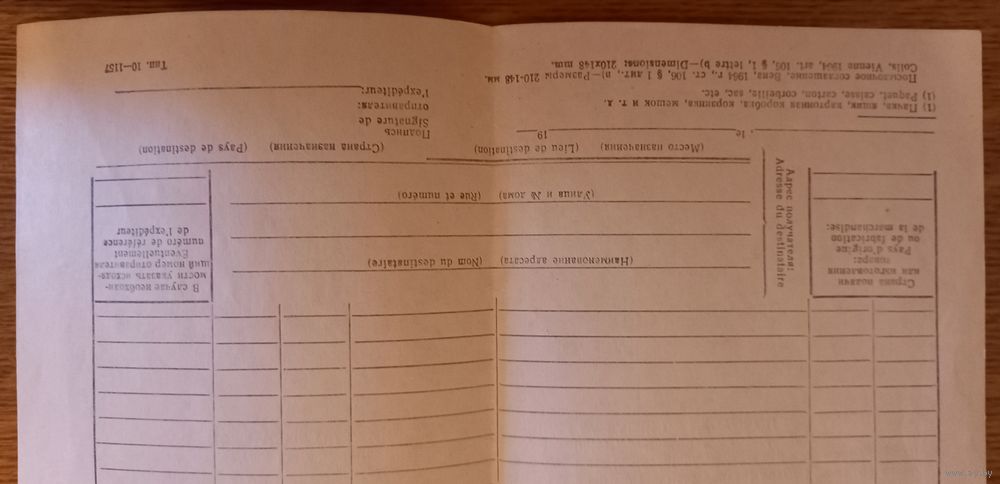 Страна подачи
или изготовления
товара:
Pays d'origine
ou de fabrication
de la marchandise:
Адрес получателя:
Adresse du destinataire
(Наименование адресата) (Nom du destinataire)
(Улица и № дома) (Rue et numéro)
(Место назначения) (Lieu de destination) (Страна назначения) (Pays de destination)
В случае необходи-
мости указать исходя-
щий номер отправителя
Eventuellement
numéro de référence
de l'expéditeur
, le 19
Подпись
Signature de
отправителя:
l'expéditeur:
(1) Пачка, ящик, картонная коробка, корзинка, мешок и т. д.
(1) Paquet, caisse, carton, corbeille, sac, etc.
Посылочное соглашение. Вена, 1964 г., ст. 106, § 1 лит., а)—Размеры 210-148 мм.
Colis. Vienne 1964, art. 106, § 1, lettre b)—Dimensions: 210x148 mm.
Тип. 10—1157